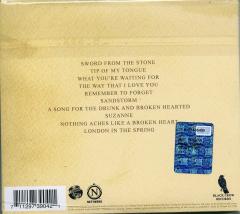 SWORD FROM THE STONE
TIP OF MY TONGUE
WHAT YOU'RE WAITING FOR
THE WAY THAT I LOVE YOU
REMEMBER TO FORGET
SANDSTORM
A SONG FOR THE DRUNK AND BROKEN HEARTED
SUZANNE
NOTHING ACHES LIKE A BROKEN HEART
LONDON IN THE SPRING
NETTWERK
BLACK CROW
RECORDS